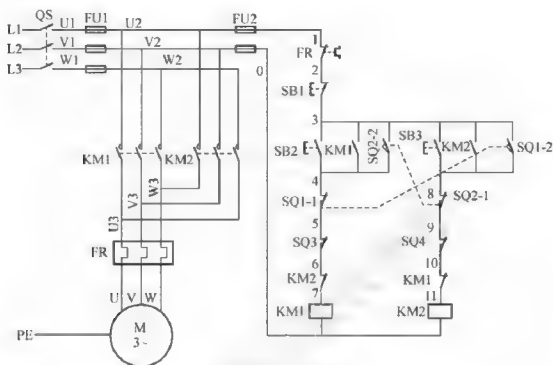 QS U1 FU1 U2 FU2
L1
V1 V2
L2
W1 W2
L3
0
1
FR
2
SB1
3
KM1 KM2
SB2 KM1 SQ2-2 SB3 KM2 SQ1-2
4
SQ1-1
8
SQ2-1
5
9
SQ3 SQ4
6
10
KM2 KM1
7
11
KM1 KM2
U3 V3 W3
FR
U V W
PE
M
3~